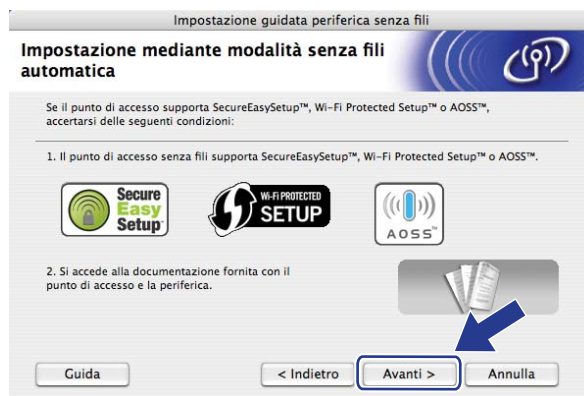 Impostazione guidata periferica senza fili
Impostazione mediante modalità senza fili
automatica
Se il punto di accesso supporta SecureEasySetup™, Wi-Fi Protected Setup™ o AOSS™,
accertarsi delle seguenti condizioni:
1. Il punto di accesso senza fili supporta SecureEasySetup™, Wi-Fi Protected Setup™ o AOSS™.
Secure
Easy
Setup
Wi-Fi PROTECTED
SETUP
AOSS™
2. Si accede alla documentazione fornita con il
punto di accesso e la periferica.
Guida
< Indietro
Avanti >
Annulla